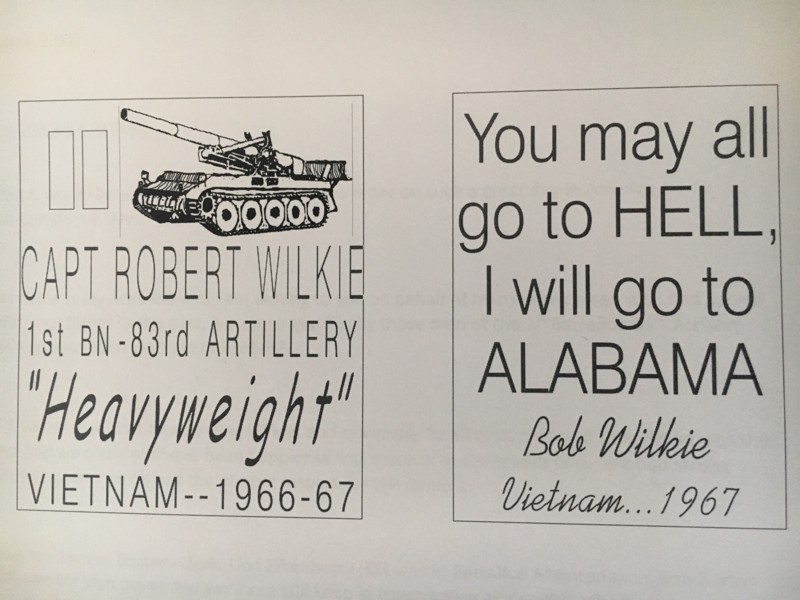 CAPT ROBERT WILKIE
1st BN-83rd ARTILLERY
"Heavyweight"
VIETNAM--1966-67
You may all
go to HELL,
I will go to
ALABAMA
Bob Wilkie
Vietnam...1967